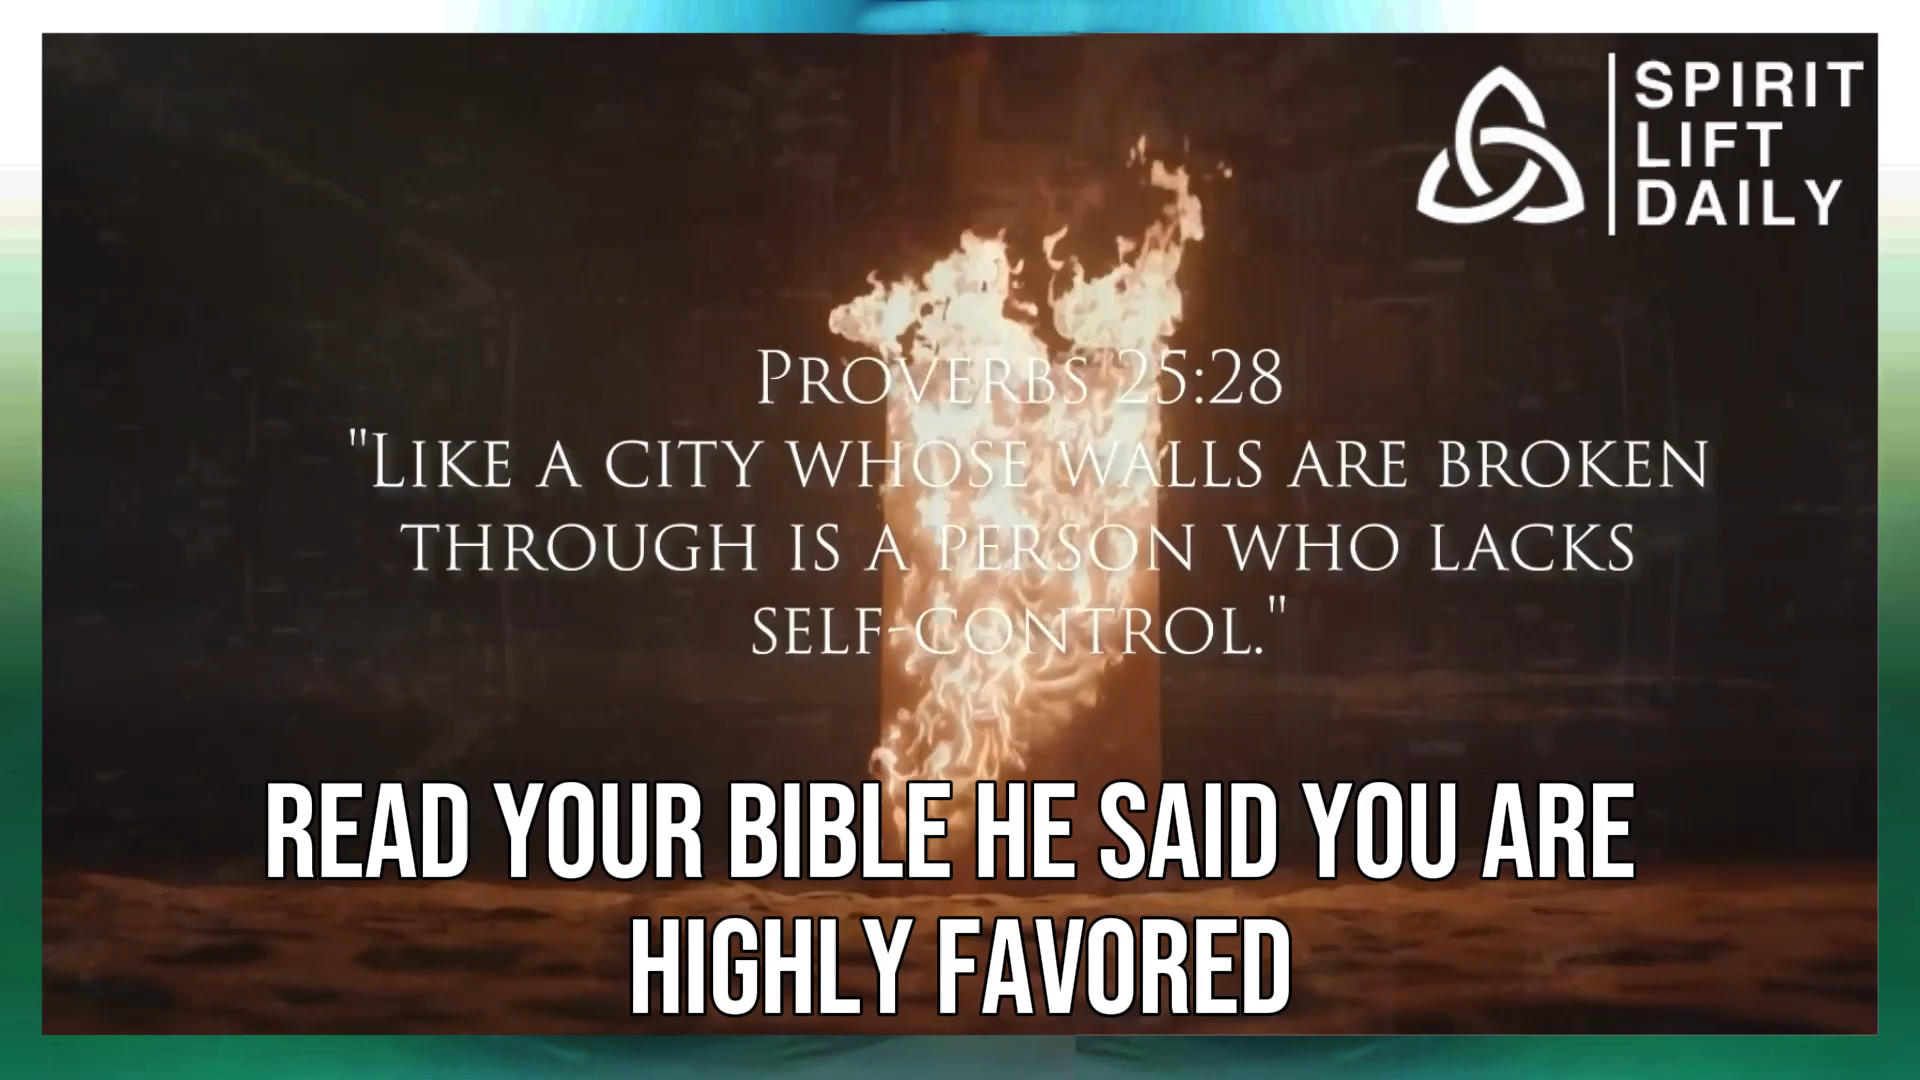 SPIRIT
LIFT
DAILY
PROVERBS 25:28
"LIKE A CITY WHOSE WALLS ARE BROKEN
THROUGH IS A PERSON WHO LACKS
SELF-CONTROL."
READ YOUR BIBLE HE SAID YOU ARE
HIGHLY FAVORED